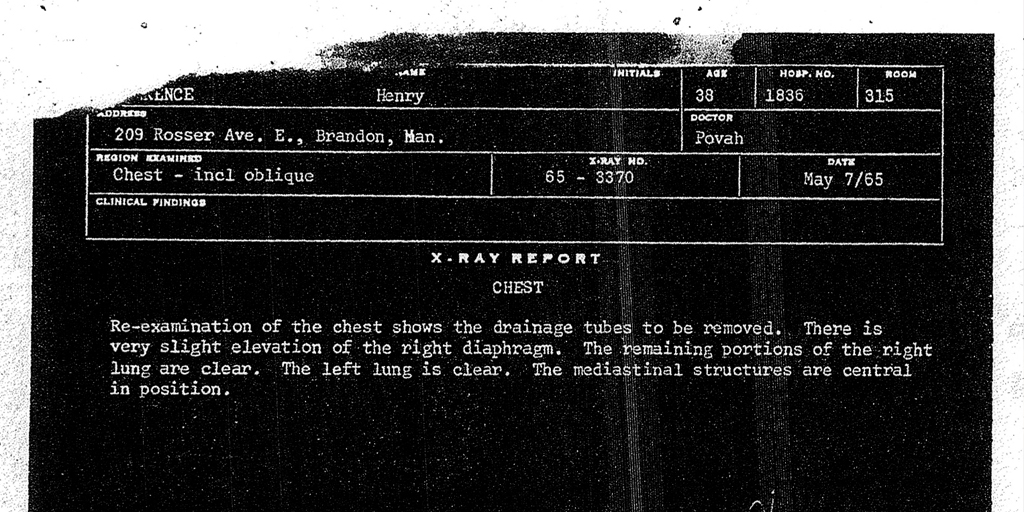 INITIALS AGE HOSP. NO. ROOM
Henry 38 1836 315
ADDRESS DOCTOR
209 Rosser Ave. E., Brandon, Man. Povah
REGION EXAMINED X-RAY NO. DATE
Chest - incl oblique 65 - 3370 May 7/65
CLINICAL FINDINGS
X-RAY REPORT
CHEST
Re-examination of the chest shows the drainage tubes to be removed. There is
very slight elevation of the right diaphragm. The remaining portions of the right
lung are clear. The left lung is clear. The mediastinal structures are central
in position.